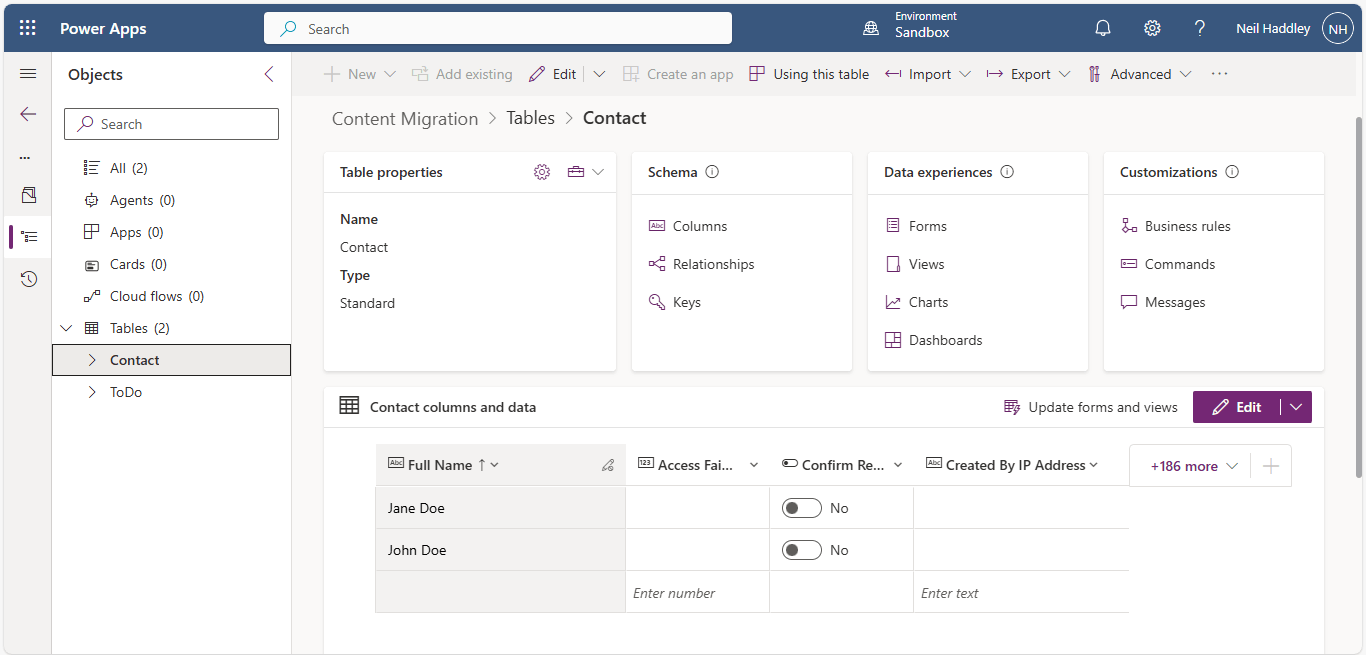 Power Apps
Search
Environment
Sandbox
Neil Haddley
NH
Objects
Search
All (2)
Agents (0)
Apps (0)
Cards (0)
Cloud flows (0)
Tables (2)
Contact
ToDo
New Add existing Edit Create an app Using this table Import Export Advanced ...
Content Migration > Tables > Contact
Table properties
Name
Contact
Type
Standard
Schema
Columns
Relationships
Keys
Data experiences
Forms
Views
Charts
Dashboards
Customizations
Business rules
Commands
Messages
Contact columns and data
Update forms and views
Edit
Abc Full Name ↑ 123 Access Fai... Confirm Re... Abc Created By IP Address +186 more
Jane Doe No
John Doe No
Enter number Enter text